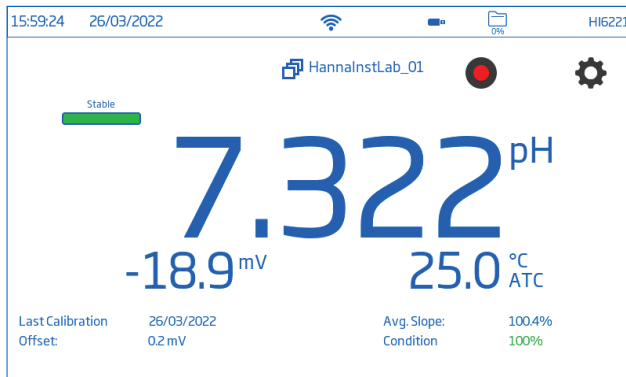 15:59:24 26/03/2022 0% HI6221
HannaInstLab_01
Stable
7.322 pH
-18.9 mV 25.0 °C ATC
Last Calibration 26/03/2022 Avg. Slope: 100.4%
Offset: 0.2 mV Condition 100%